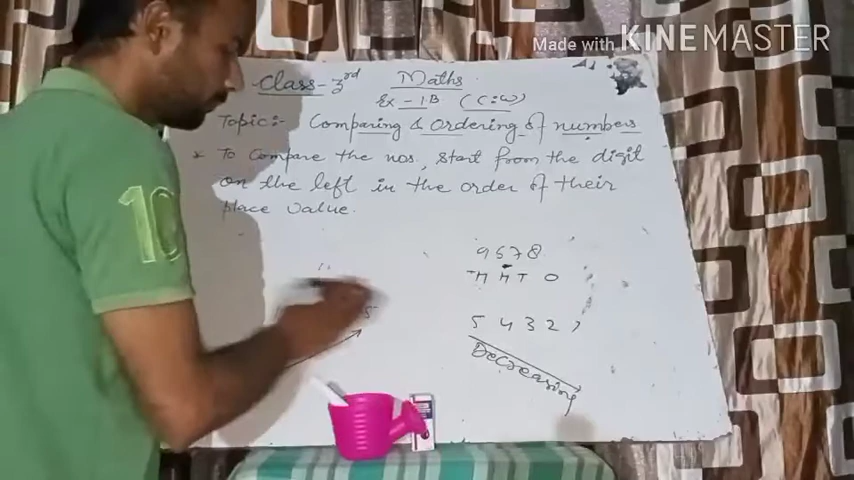 Made with KINEMASTER
Class - 3rd Maths
Ex - 1B (C.W)
Topic:- Comparing & Ordering of numbers
* To Compare the nos, start from the digit
on the left in the order of their
place value.
9578
TH H T O
5
5 4 3 2 1
Decreasing
10